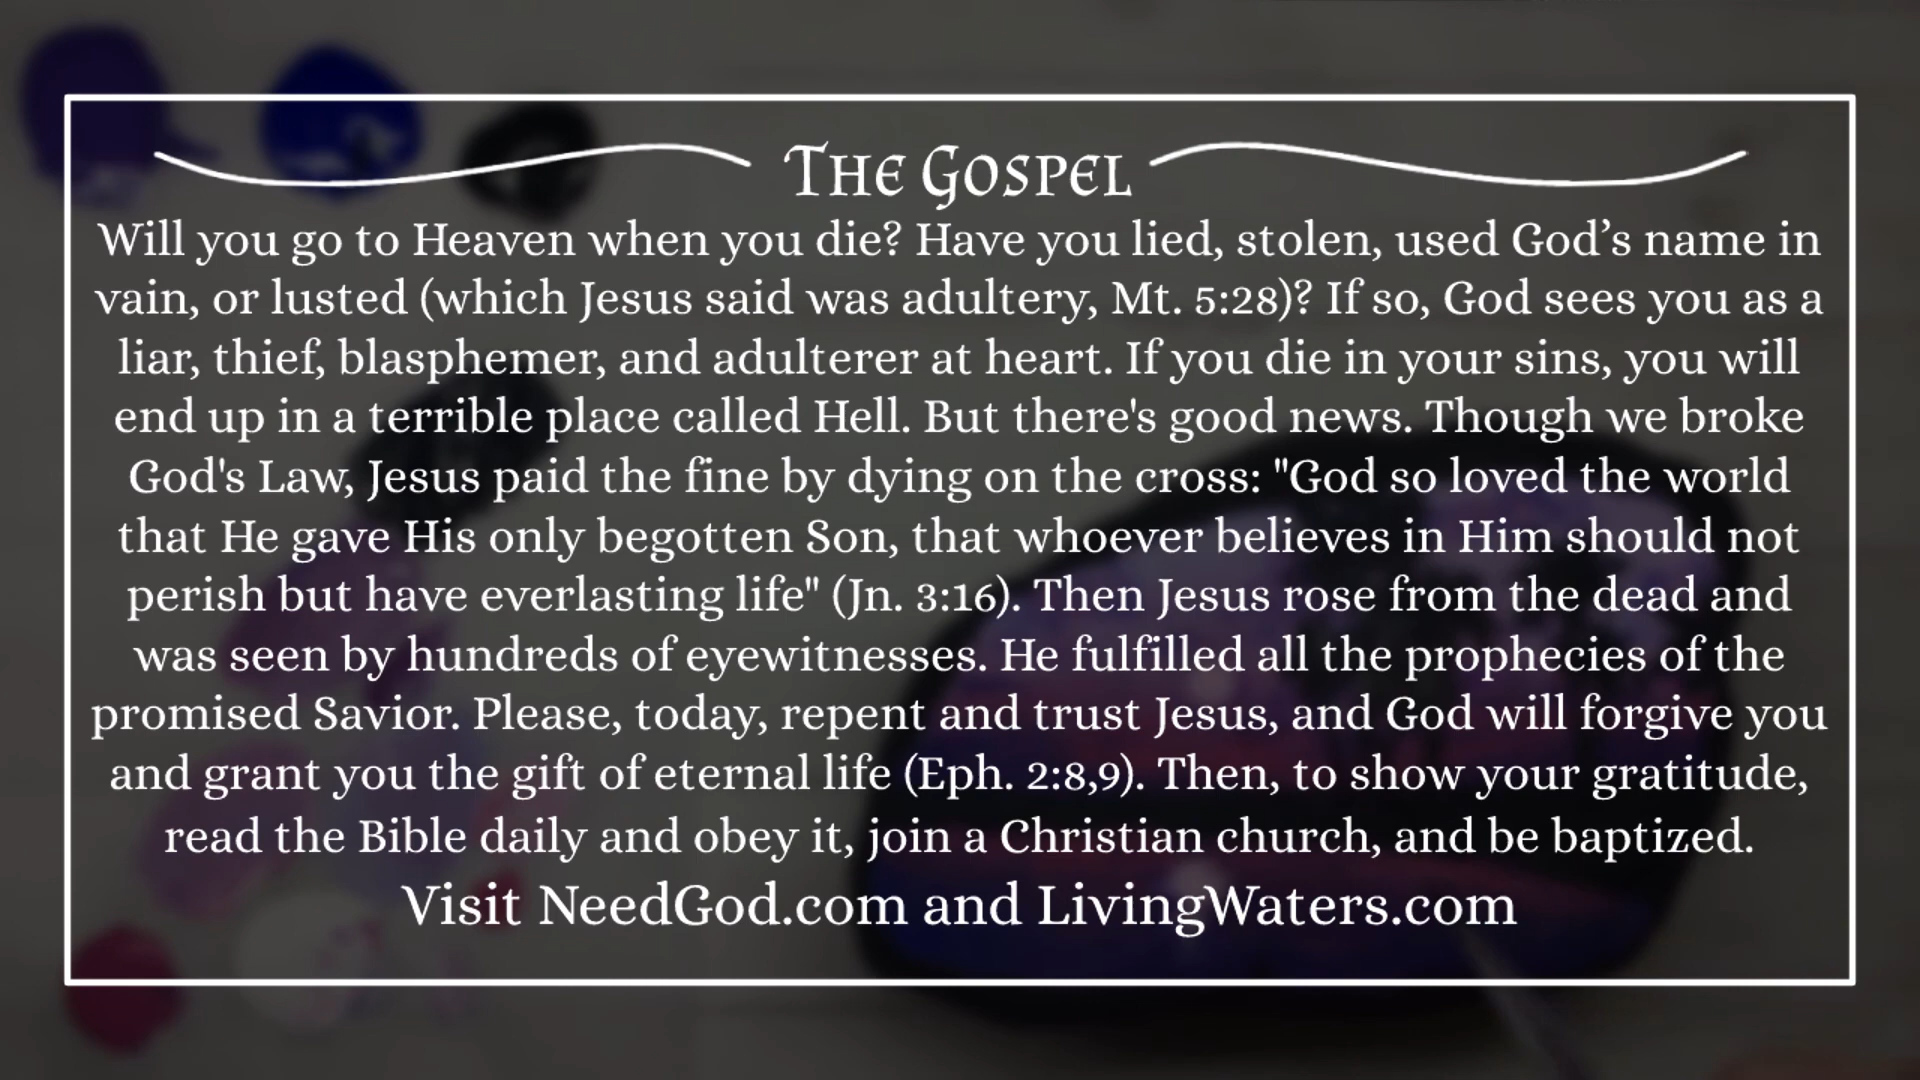 The Gospel
Will you go to Heaven when you die? Have you lied, stolen, used God’s name in
vain, or lusted (which Jesus said was adultery, Mt. 5:28)? If so, God sees you as a
liar, thief, blasphemer, and adulterer at heart. If you die in your sins, you will
end up in a terrible place called Hell. But there's good news. Though we broke
God's Law, Jesus paid the fine by dying on the cross: "God so loved the world
that He gave His only begotten Son, that whoever believes in Him should not
perish but have everlasting life" (Jn. 3:16). Then Jesus rose from the dead and
was seen by hundreds of eyewitnesses. He fulfilled all the prophecies of the
promised Savior. Please, today, repent and trust Jesus, and God will forgive you
and grant you the gift of eternal life (Eph. 2:8,9). Then, to show your gratitude,
read the Bible daily and obey it, join a Christian church, and be baptized.
Visit NeedGod.com and LivingWaters.com